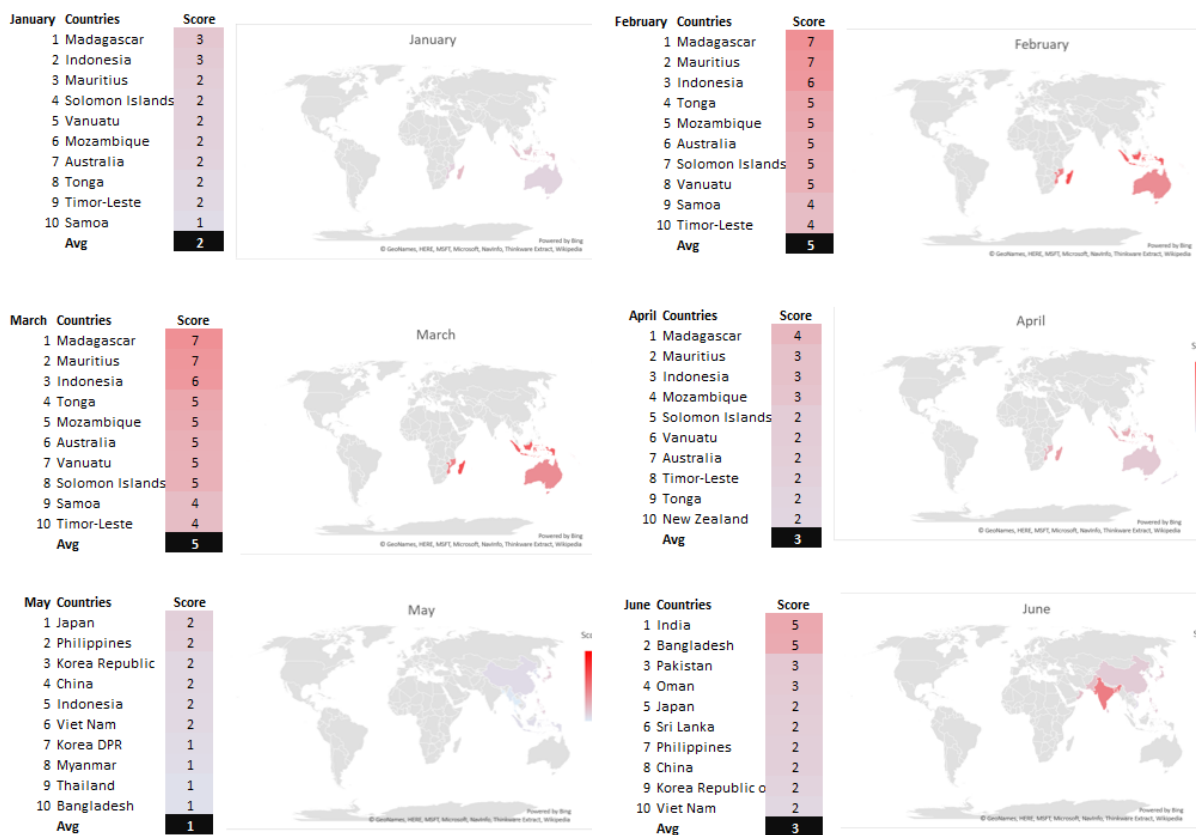 January Countries Score
1 Madagascar 3
2 Indonesia 3
3 Mauritius 2
4 Solomon Islands 2
5 Vanuatu 2
6 Mozambique 2
7 Australia 2
8 Tonga 2
9 Timor-Leste 2
10 Samoa 1
Avg 2
January
Powered by Bing
© GeoNames, HERE, MSFT, Microsoft, NavInfo, Thinkware Extract, Wikipedia
February Countries Score
1 Madagascar 7
2 Mauritius 7
3 Indonesia 6
4 Tonga 5
5 Mozambique 5
6 Australia 5
7 Solomon Islands 5
8 Vanuatu 5
9 Samoa 4
10 Timor-Leste 4
Avg 5
February
Powered by Bing
© GeoNames, HERE, MSFT, Microsoft, NavInfo, Thinkware Extract, Wikipedia
March Countries Score
1 Madagascar 7
2 Mauritius 7
3 Indonesia 6
4 Tonga 5
5 Mozambique 5
6 Australia 5
7 Vanuatu 5
8 Solomon Islands 5
9 Samoa 4
10 Timor-Leste 4
Avg 5
March
Powered by Bing
© GeoNames, HERE, MSFT, Microsoft, NavInfo, Thinkware Extract, Wikipedia
April Countries Score
1 Madagascar 4
2 Mauritius 3
3 Indonesia 3
4 Mozambique 3
5 Solomon Islands 2
6 Vanuatu 2
7 Australia 2
8 Timor-Leste 2
9 Tonga 2
10 New Zealand 2
Avg 3
April
S
Powered by Bing
© GeoNames, HERE, MSFT, Microsoft, NavInfo, Thinkware Extract, Wikipedia
May Countries Score
1 Japan 2
2 Philippines 2
3 Korea Republic 2
4 China 2
5 Indonesia 2
6 Viet Nam 2
7 Korea DPR 1
8 Myanmar 1
9 Thailand 1
10 Bangladesh 1
Avg 1
May
Sco
Powered by Bing
© GeoNames, HERE, MSFT, Microsoft, NavInfo, Thinkware Extract, Wikipedia
June Countries Score
1 India 5
2 Bangladesh 5
3 Pakistan 3
4 Oman 3
5 Japan 2
6 Sri Lanka 2
7 Philippines 2
8 China 2
9 Korea Republic o 2
10 Viet Nam 2
Avg 3
June
S
Powered by Bing
© GeoNames, HERE, MSFT, Microsoft, NavInfo, Thinkware Extract, Wikipedia